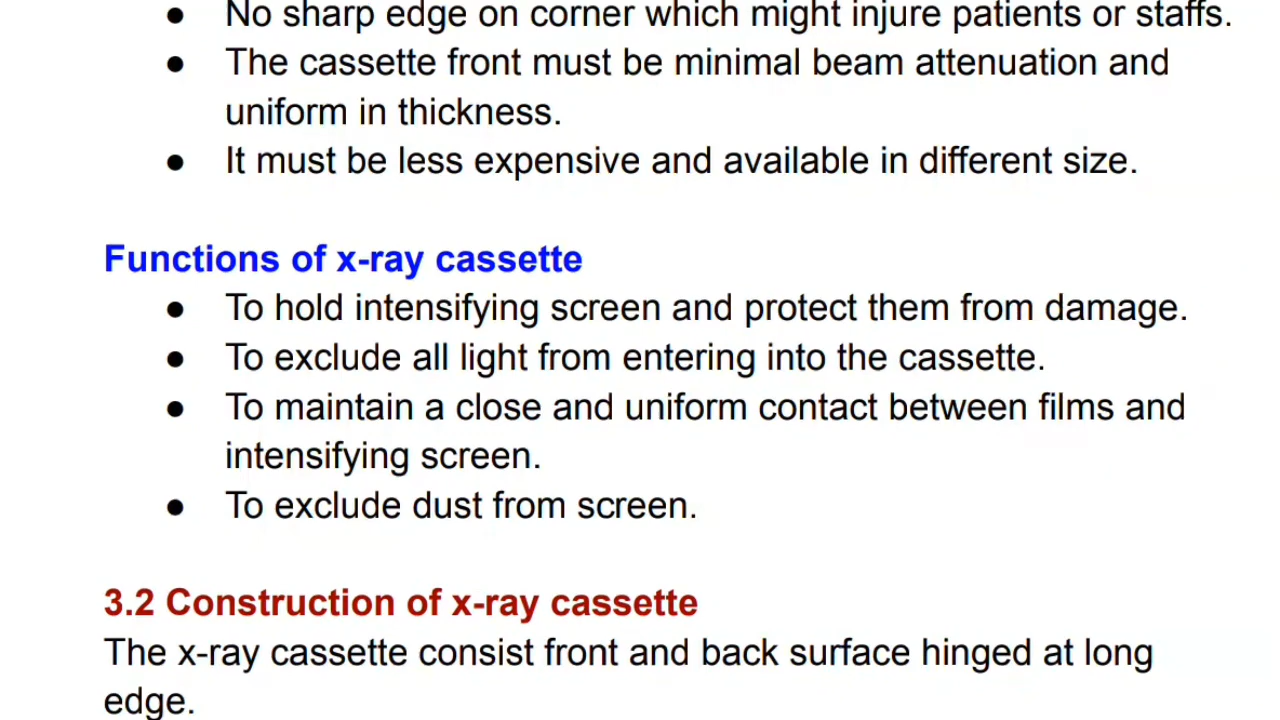 ● No sharp edge on corner which might injure patients or staffs.
● The cassette front must be minimal beam attenuation and
uniform in thickness.
● It must be less expensive and available in different size.
Functions of x-ray cassette
● To hold intensifying screen and protect them from damage.
● To exclude all light from entering into the cassette.
● To maintain a close and uniform contact between films and
intensifying screen.
● To exclude dust from screen.
3.2 Construction of x-ray cassette
The x-ray cassette consist front and back surface hinged at long
edge.